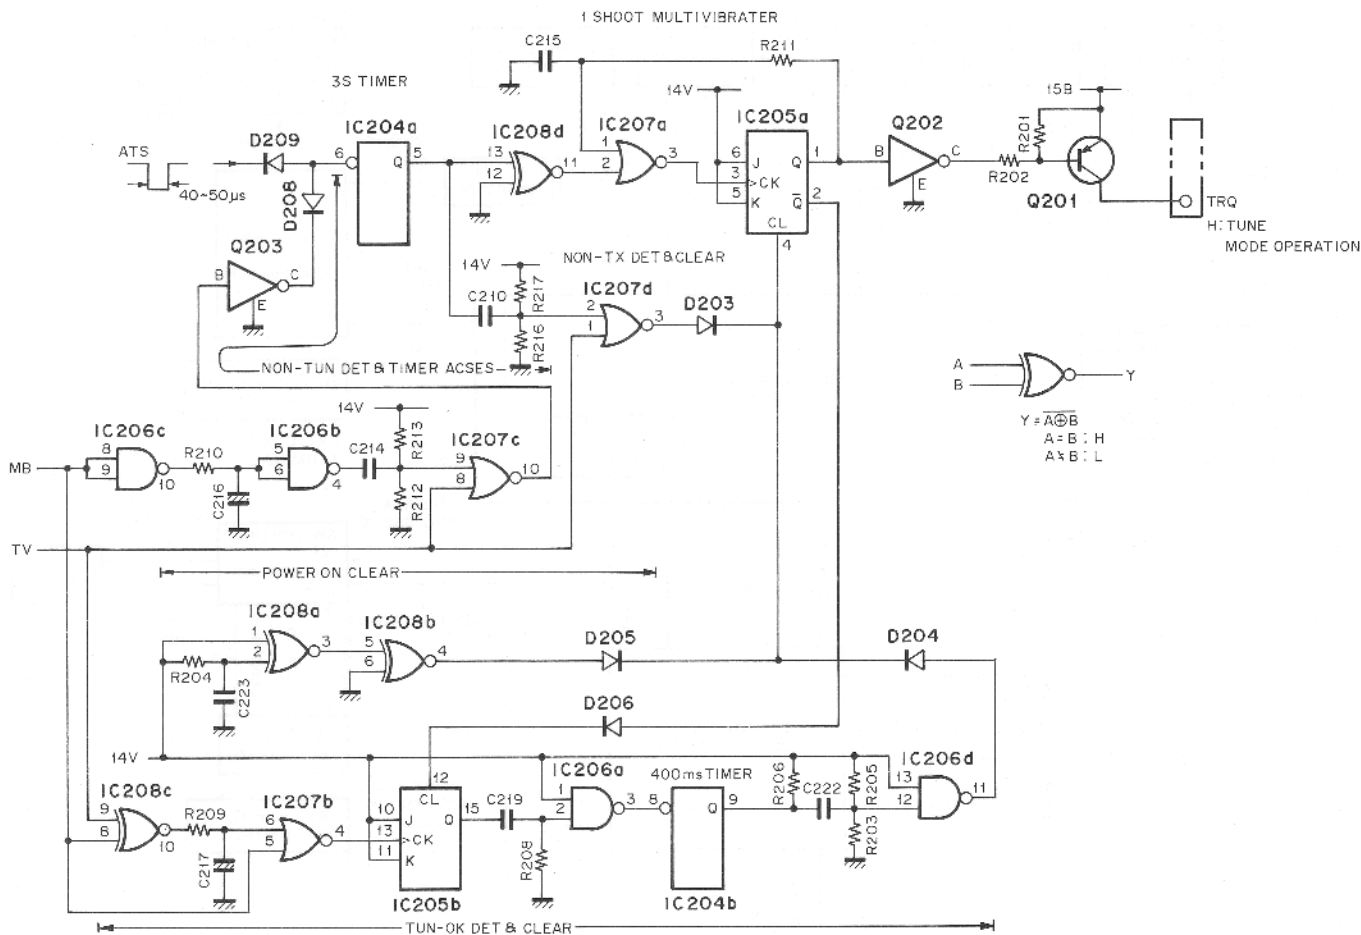 1 SHOOT MULTIVIBRATER
C215
R211
3S TIMER
14V
15B
IC204a
IC208d
IC207a
IC205a
Q202
R201
D209
ATS
6
Q
5
13
12
11
1
2
3
6
J
Q
1
3
CK
5
K
Q̅
2
CL
4
B
C
E
R202
Q201
TRQ
H:TUNE
MODE OPERATION
40~50µs
D208
Q203
B
C
E
14V
NON-TX DET&CLEAR
C210
R217
IC207d
D203
2
1
3
R216
NON-TUN DET & TIMER ACSES
A
B
Y
Y=A⊕B
A=B:H
A≠B:L
14V
IC206c
IC206b
C214
R213
IC207c
MB
8
9
10
R210
5
6
4
9
8
10
C216
R212
TV
POWER ON CLEAR
IC208a
IC208b
1
2
3
5
6
4
D205
D204
R204
C223
D206
14V
12
IC206a
400ms TIMER
R206
R205
IC206d
IC208c
9
8
10
R209
IC207b
6
5
4
CL
10
J
Q
15
13
CK
11
K
C219
1
2
3
8
Q
9
C222
13
12
11
C217
R208
R203
IC205b
IC204b
TUN-OK DET & CLEAR